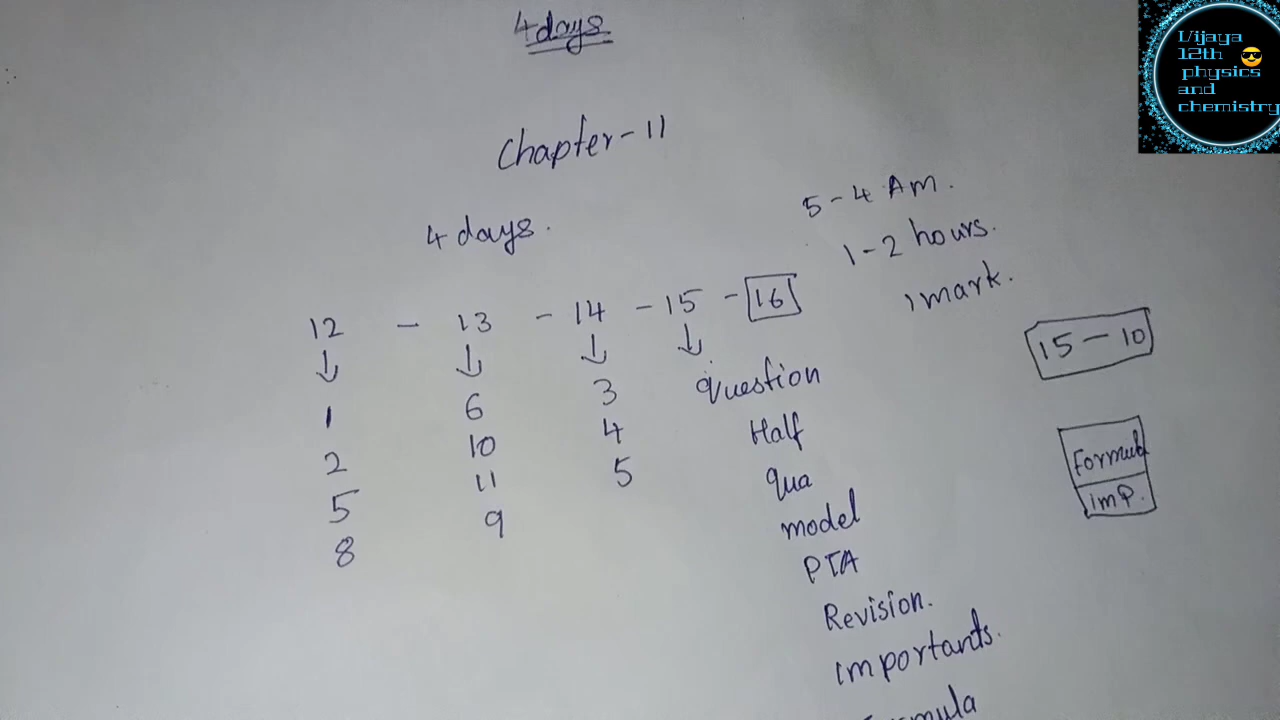 4 days
Vijaya
12th 😎
physics
and
chemistry
Chapter - 11
5 - 4 Am.
4 days.
1 - 2 hours.
1 mark.
12 - 13 - 14 - 15 - 16
15 - 10
↓ ↓ ↓ ↓
1 6 3 Question
2 10 4 Half
5 11 5 Qua
8 9 model
PTA
Revision.
importants.
Formula
imp.